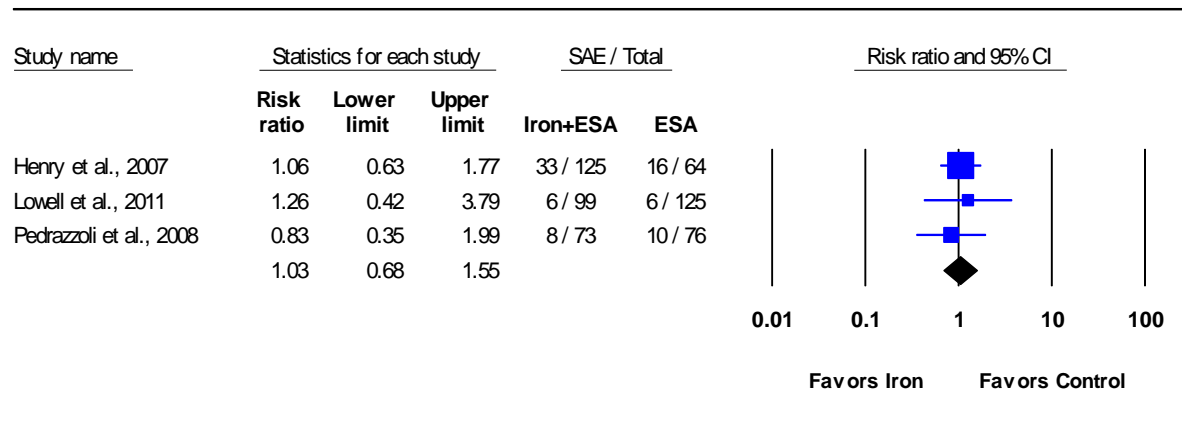 Study name Statistics for each study SAE / Total Risk ratio and 95% CI
Risk ratio Lower limit Upper limit Iron+ESA ESA
Henry et al., 2007 1.06 0.63 1.77 33 / 125 16 / 64
Lowell et al., 2011 1.26 0.42 3.79 6 / 99 6 / 125
Pedrazzoli et al., 2008 0.83 0.35 1.99 8 / 73 10 / 76
1.03 0.68 1.55
0.01 0.1 1 10 100
Favors Iron Favors Control